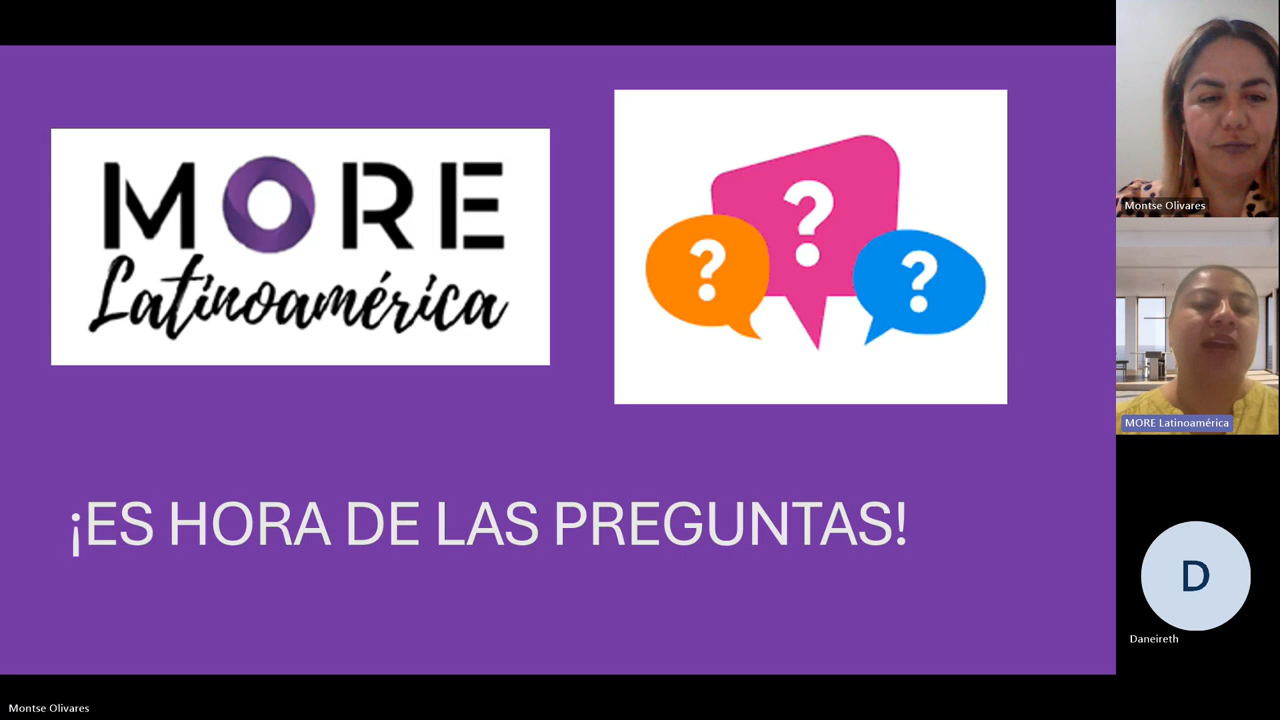 MORE
Latinoamérica
? ? ?
¡ES HORA DE LAS PREGUNTAS!
Montse Olivares
MORE Latinoamérica
D
Daneireth
Montse Olivares